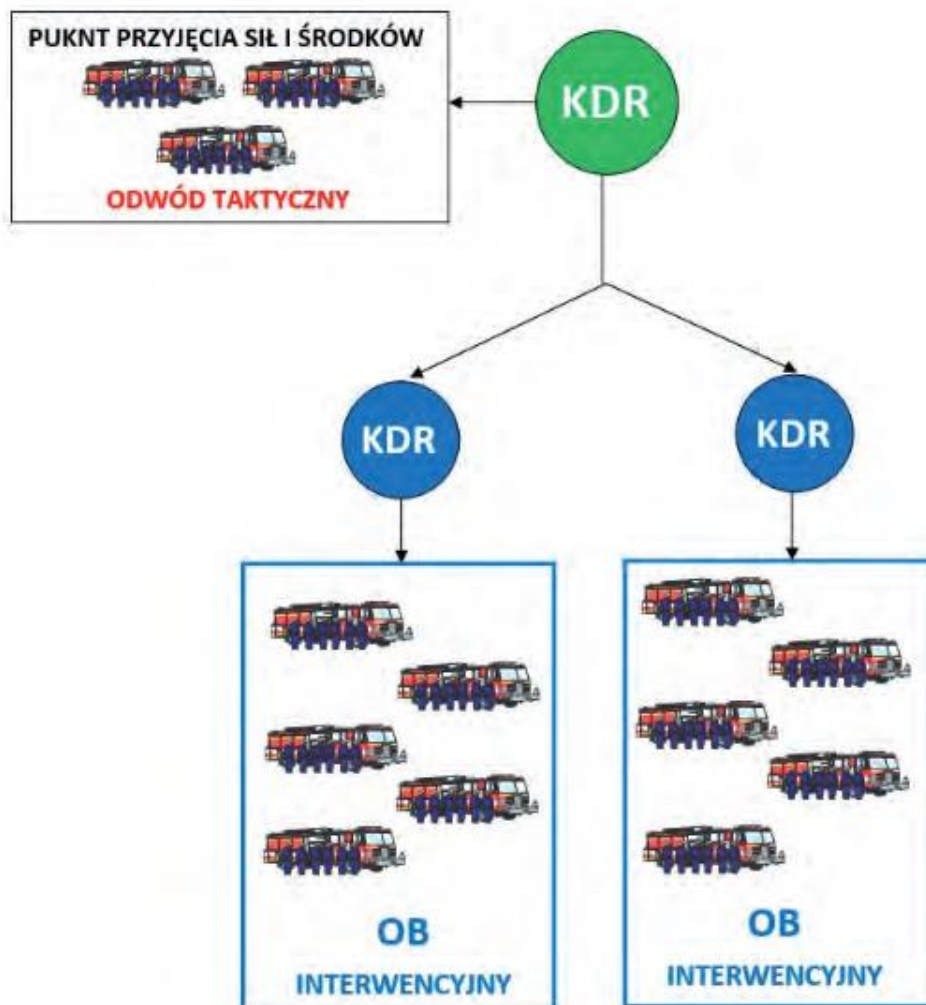 PUKNT PRZYJĘCIA SIŁ I ŚRODKÓW
ODWÓD TAKTYCZNY
KDR
KDR
KDR
OB
INTERWENCYJNY
OB
INTERWENCYJNY